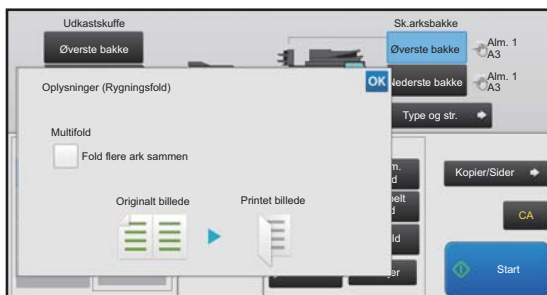 Udkastskuffe
Sk.arksbakke
Øverste bakke
Øverste bakke
Alm. 1
A3
Nederste bakke
Alm. 1
A3
Type og str.
Oplysninger (Rygningsfold)
OK
Multifold
Fold flere ark sammen
Originalt billede
Printet billede
Kopier/Sider
CA
Start